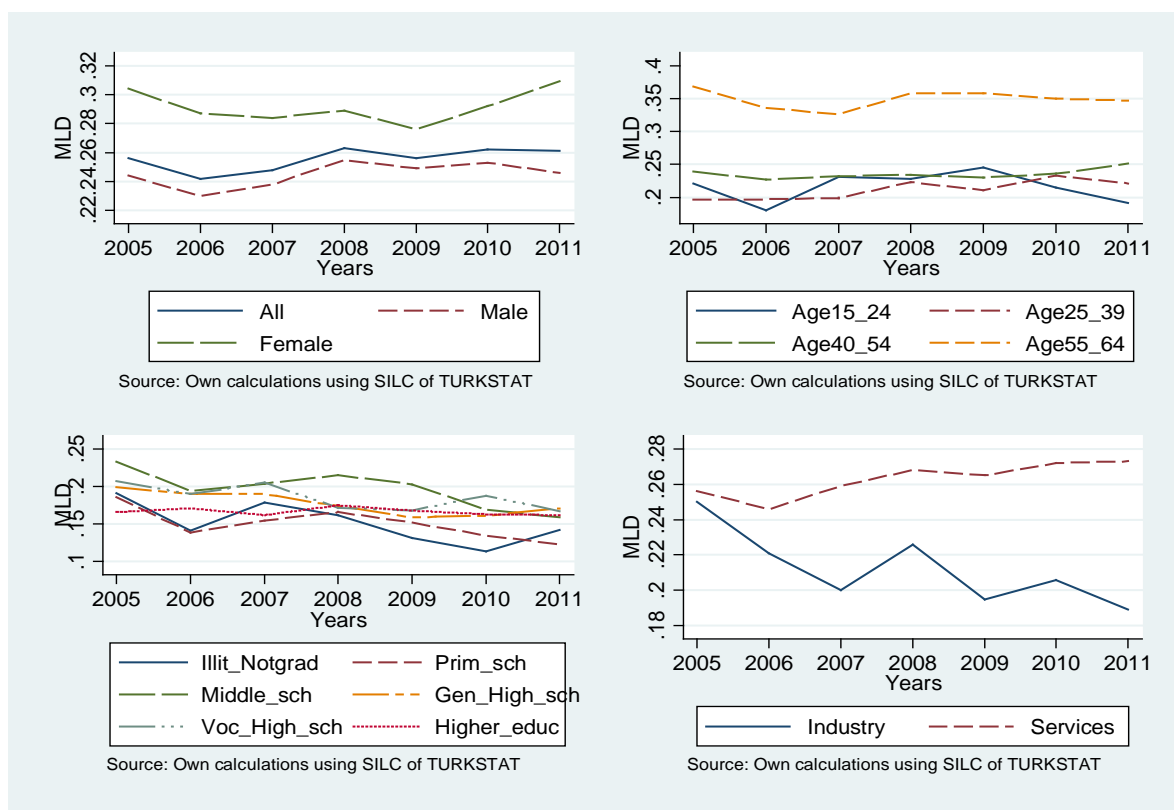 MLD
.22 .24 .26 .28 .3 .32
2005 2006 2007 2008 2009 2010 2011
Years
All Male
Female
Source: Own calculations using SILC of TURKSTAT
MLD
.2 .25 .3 .35 .4
2005 2006 2007 2008 2009 2010 2011
Years
Age15_24 Age25_39
Age40_54 Age55_64
Source: Own calculations using SILC of TURKSTAT
MLD
.1 .15 .2 .25
2005 2006 2007 2008 2009 2010 2011
Years
Illit_Notgrad Prim_sch
Middle_sch Gen_High_sch
Voc_High_sch Higher_educ
Source: Own calculations using SILC of TURKSTAT
MLD
.18 .2 .22 .24 .26 .28
2005 2006 2007 2008 2009 2010 2011
Years
Industry Services
Source: Own calculations using SILC of TURKSTAT